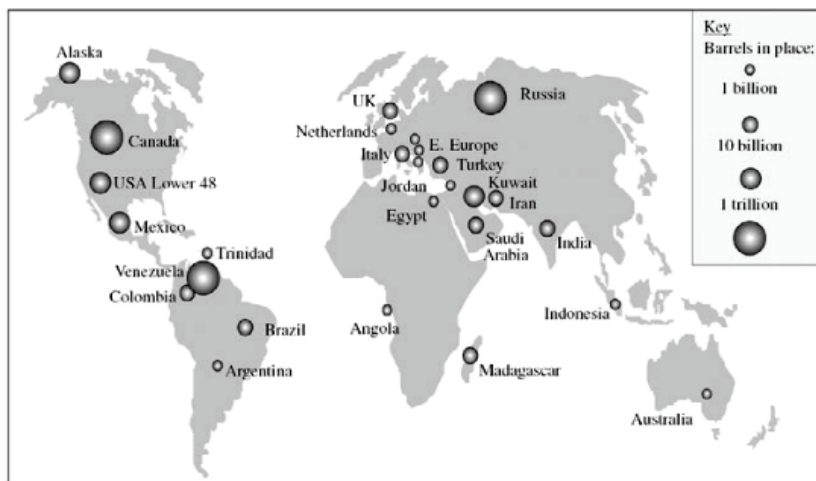 Key
Barrels in place:
1 billion
10 billion
1 trillion
Alaska
Canada
USA Lower 48
Mexico
Trinidad
Venezuela
Colombia
Brazil
Argentina
UK
Netherlands
Italy
E. Europe
Turkey
Russia
Jordan
Kuwait
Iran
Egypt
Saudi
Arabia
India
Angola
Madagascar
Indonesia
Australia